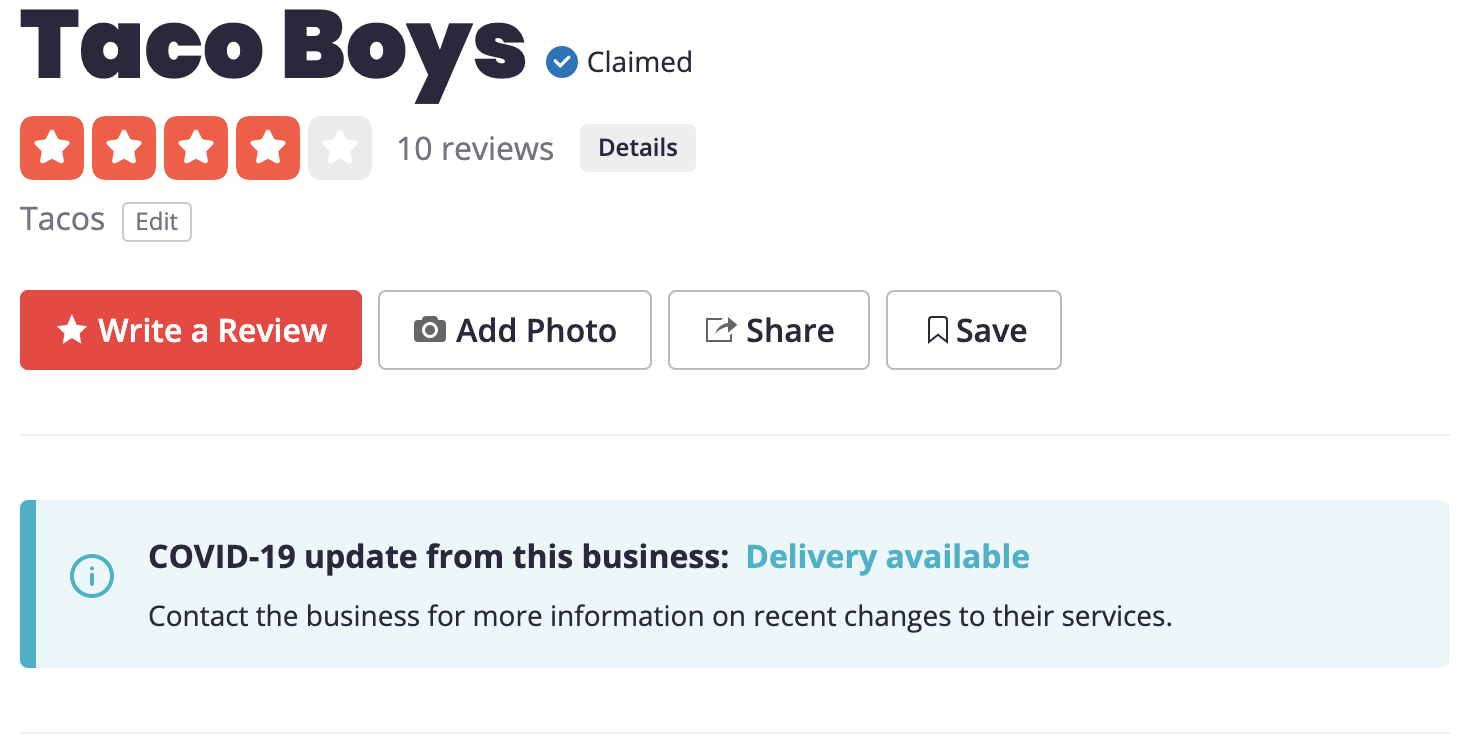 Taco Boys Claimed
10 reviews Details
Tacos Edit
Write a Review Add Photo Share Save
COVID-19 update from this business: Delivery available
Contact the business for more information on recent changes to their services.